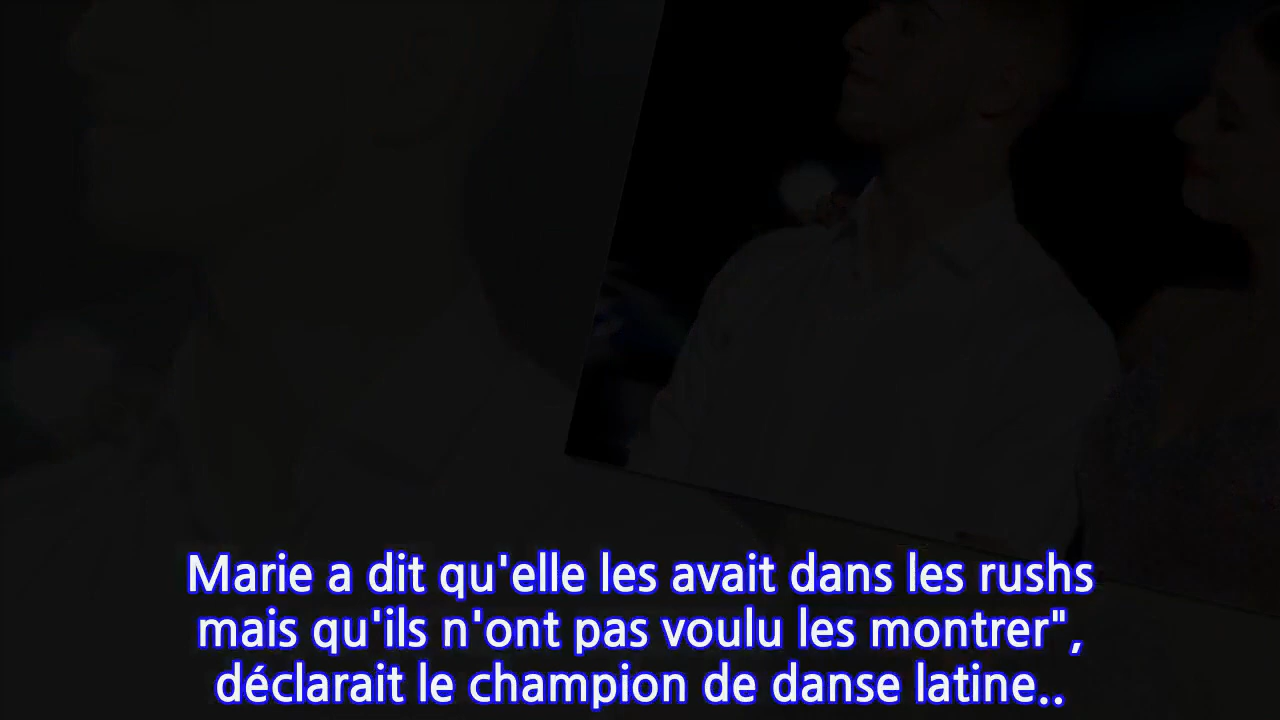 Marie a dit qu'elle les avait dans les rushs
mais qu'ils n'ont pas voulu les montrer",
déclarait le champion de danse latine..